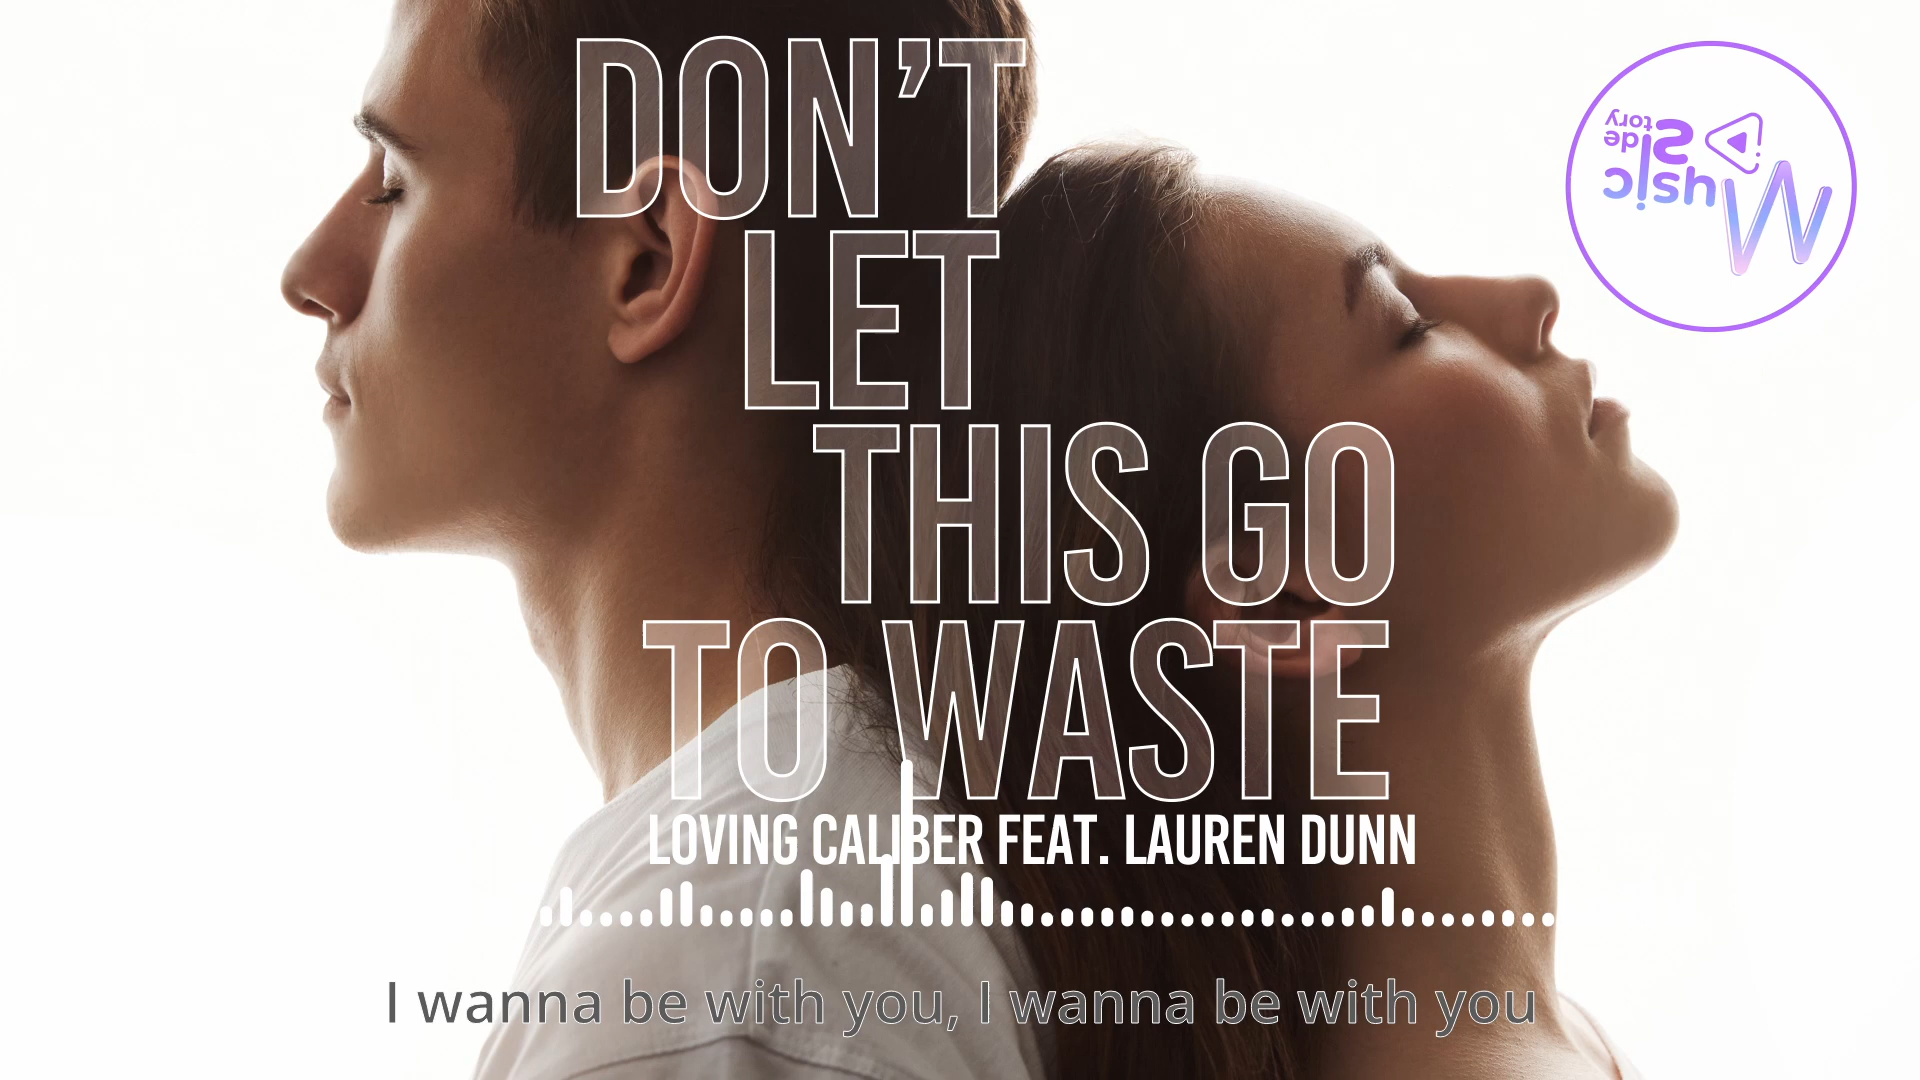 DON'T
LET
THIS GO
TO WASTE
LOVING CALIBER FEAT. LAUREN DUNN
Music
Side
Story
I wanna be with you, I wanna be with you